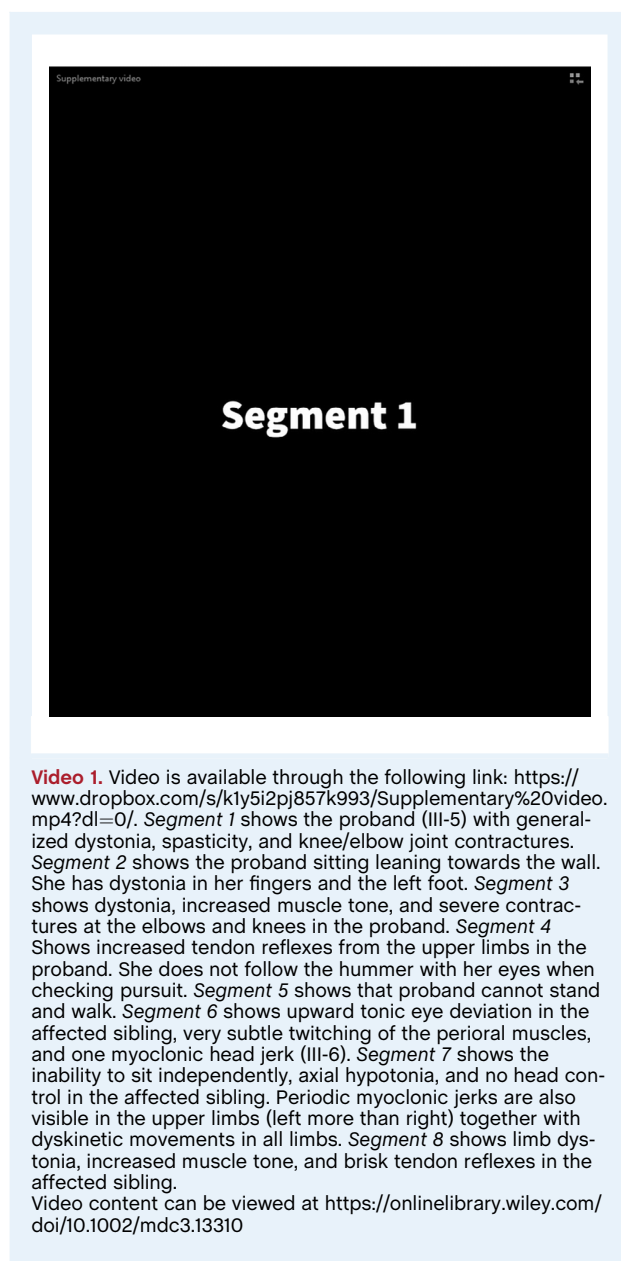 Supplementary video
Segment 1
Video 1. Video is available through the following link: https://
www.dropbox.com/s/k1y5i2pj857k993/Supplementary%20video.
mp4?dl=0/. Segment 1 shows the proband (III-5) with general-
ized dystonia, spasticity, and knee/elbow joint contractures.
Segment 2 shows the proband sitting leaning towards the wall.
She has dystonia in her fingers and the left foot. Segment 3
shows dystonia, increased muscle tone, and severe contrac-
tures at the elbows and knees in the proband. Segment 4
Shows increased tendon reflexes from the upper limbs in the
proband. She does not follow the hummer with her eyes when
checking pursuit. Segment 5 shows that proband cannot stand
and walk. Segment 6 shows upward tonic eye deviation in the
affected sibling, very subtle twitching of the perioral muscles,
and one myoclonic head jerk (III-6). Segment 7 shows the
inability to sit independently, axial hypotonia, and no head con-
trol in the affected sibling. Periodic myoclonic jerks are also
visible in the upper limbs (left more than right) together with
dyskinetic movements in all limbs. Segment 8 shows limb dys-
tonia, increased muscle tone, and brisk tendon reflexes in the
affected sibling.
Video content can be viewed at https://onlinelibrary.wiley.com/
doi/10.1002/mdc3.13310